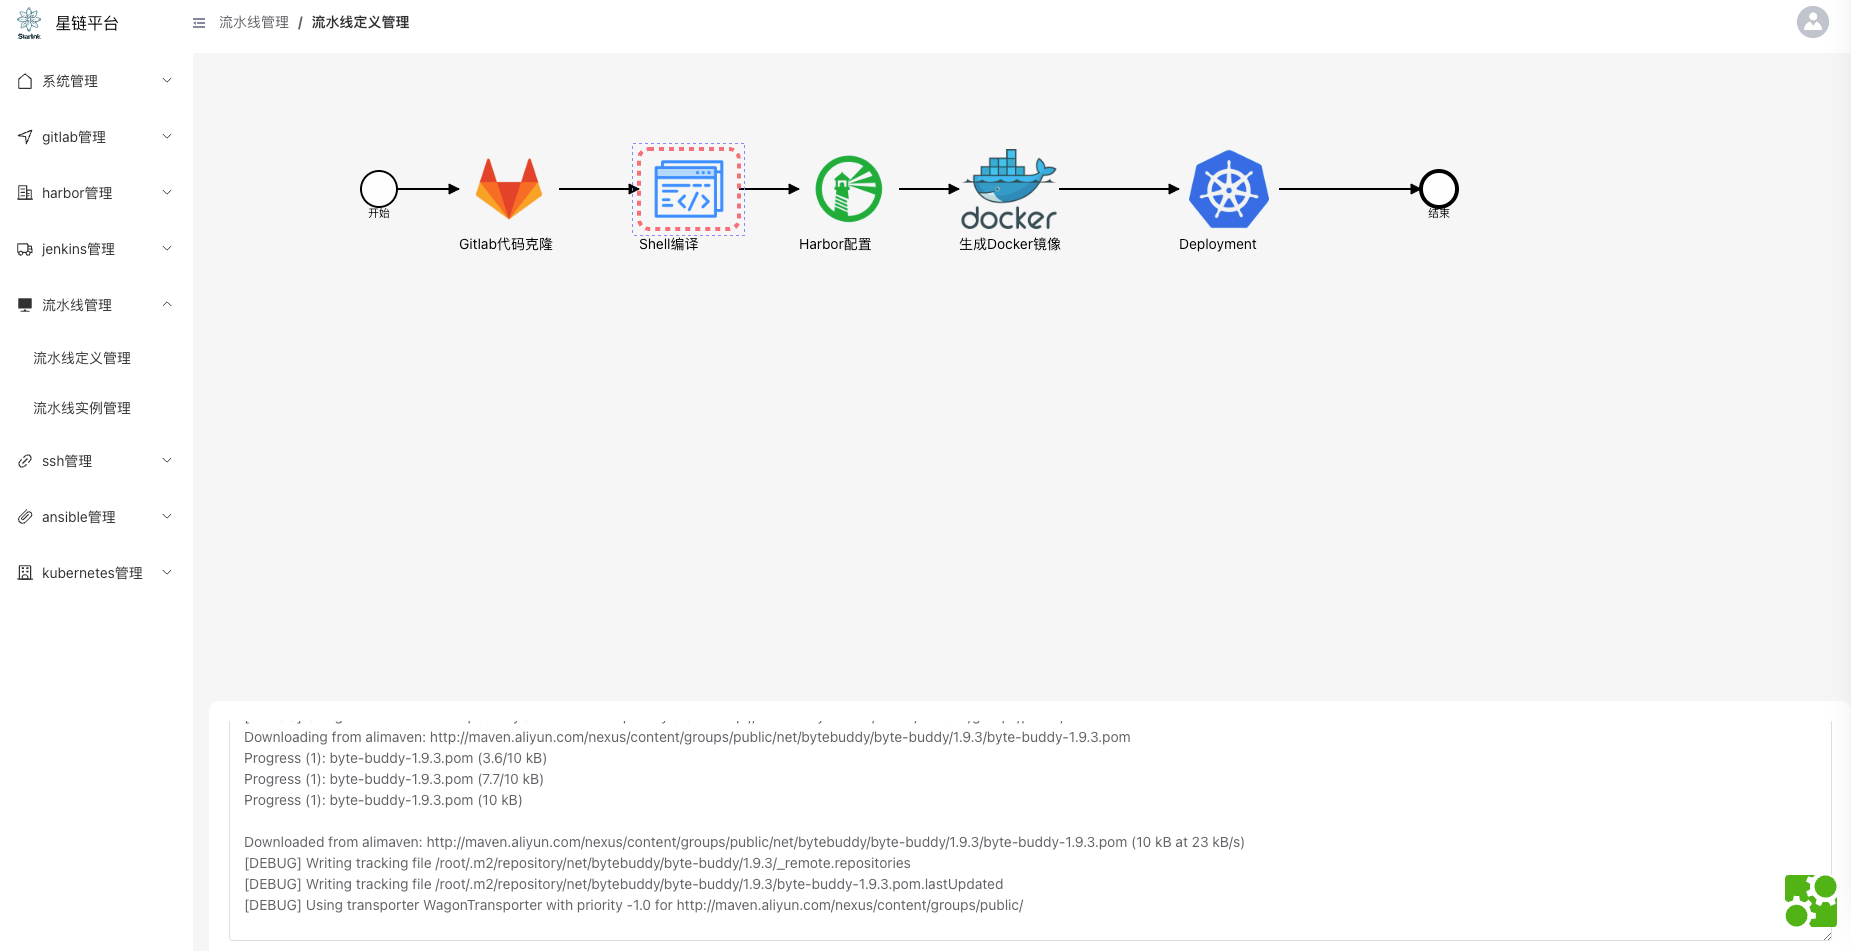 星链平台
Starlink
流水线管理 / 流水线定义管理
系统管理
gitlab管理
harbor管理
jenkins管理
流水线管理
流水线定义管理
流水线实例管理
ssh管理
ansible管理
kubernetes管理
开始
Gitlab代码克隆
Shell编译
Harbor配置
docker
生成Docker镜像
Deployment
结束
Downloading from alimaven: http://maven.aliyun.com/nexus/content/groups/public/net/bytebuddy/byte-buddy/1.9.3/byte-buddy-1.9.3.pom
Progress (1): byte-buddy-1.9.3.pom (3.6/10 kB)
Progress (1): byte-buddy-1.9.3.pom (7.7/10 kB)
Progress (1): byte-buddy-1.9.3.pom (10 kB)
Downloaded from alimaven: http://maven.aliyun.com/nexus/content/groups/public/net/bytebuddy/byte-buddy/1.9.3/byte-buddy-1.9.3.pom (10 kB at 23 kB/s)
[DEBUG] Writing tracking file /root/.m2/repository/net/bytebuddy/byte-buddy/1.9.3/_remote.repositories
[DEBUG] Writing tracking file /root/.m2/repository/net/bytebuddy/byte-buddy/1.9.3/byte-buddy-1.9.3.pom.lastUpdated
[DEBUG] Using transporter WagonTransporter with priority -1.0 for http://maven.aliyun.com/nexus/content/groups/public/